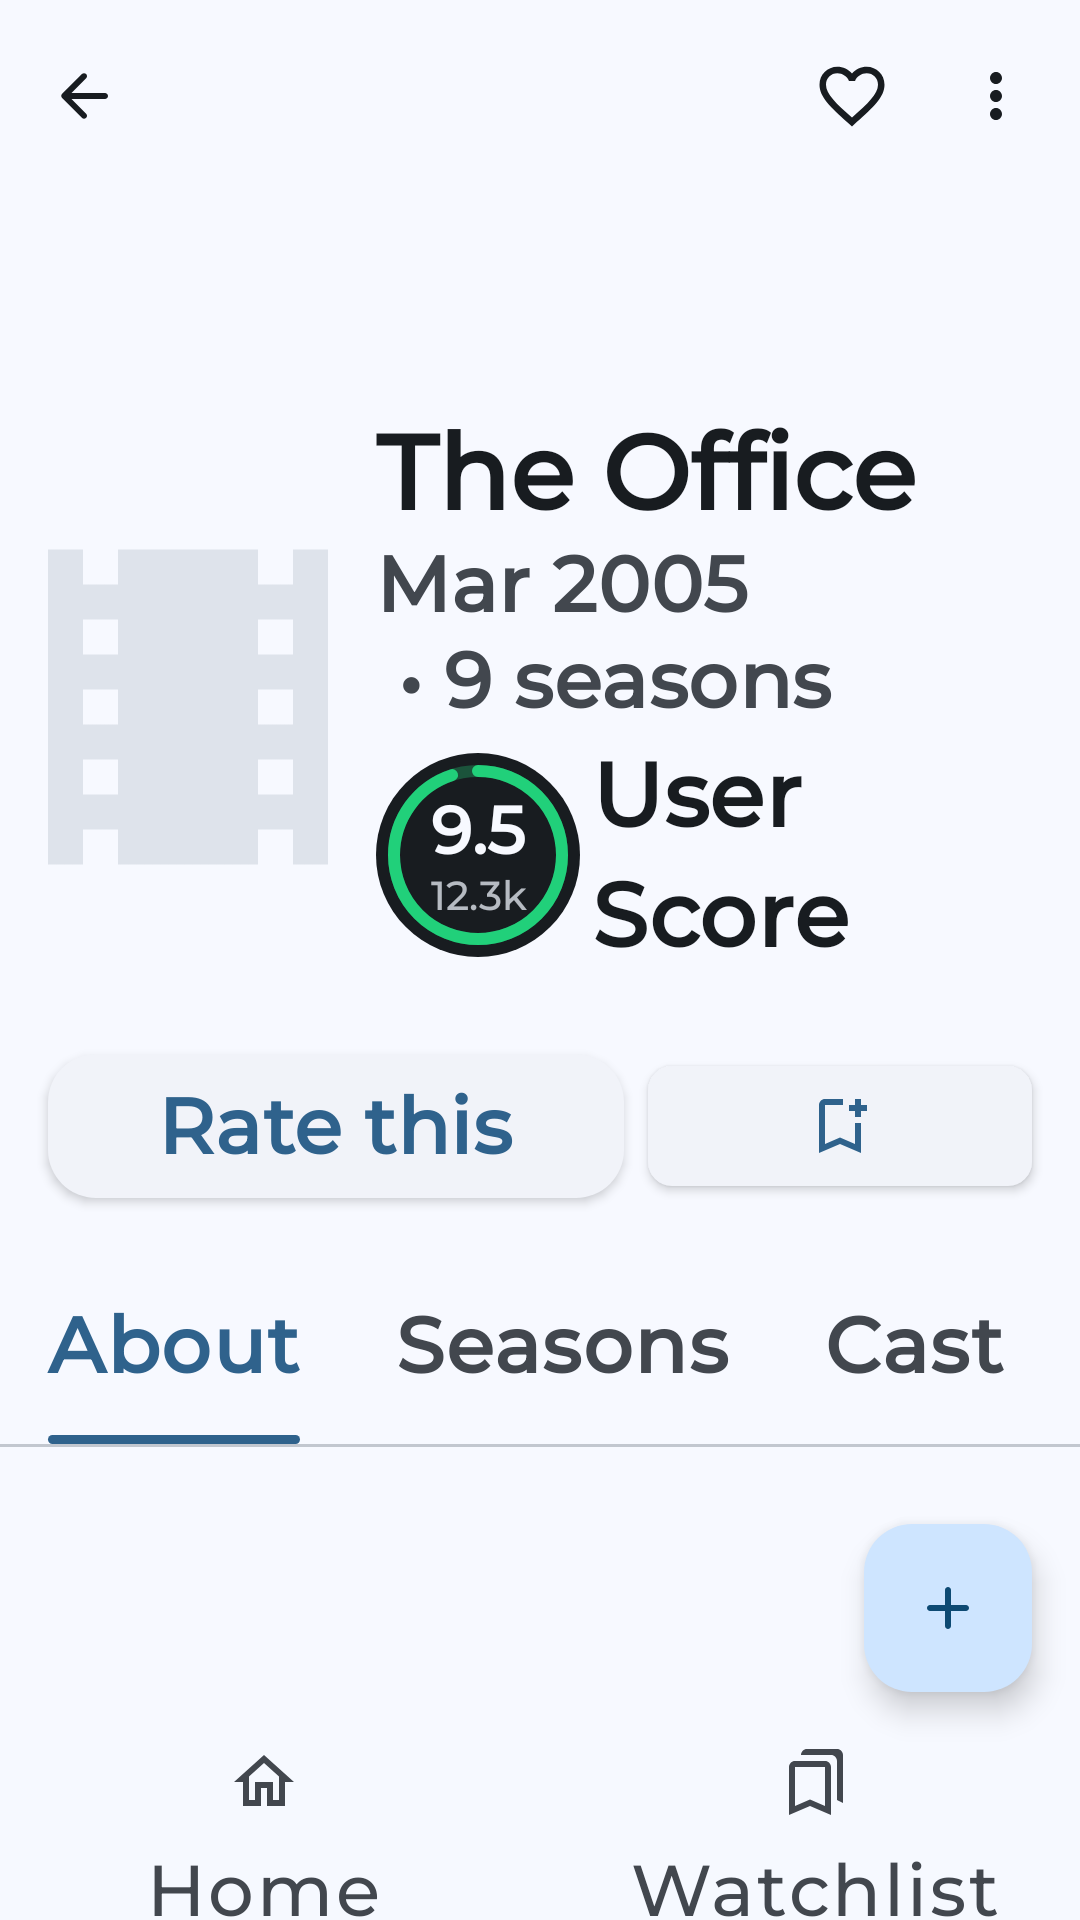 The Office
Mar 2005
• 9 seasons
9.5
12.3k
User
Score
Rate this
About
Seasons
Cast
Home
Watchlist